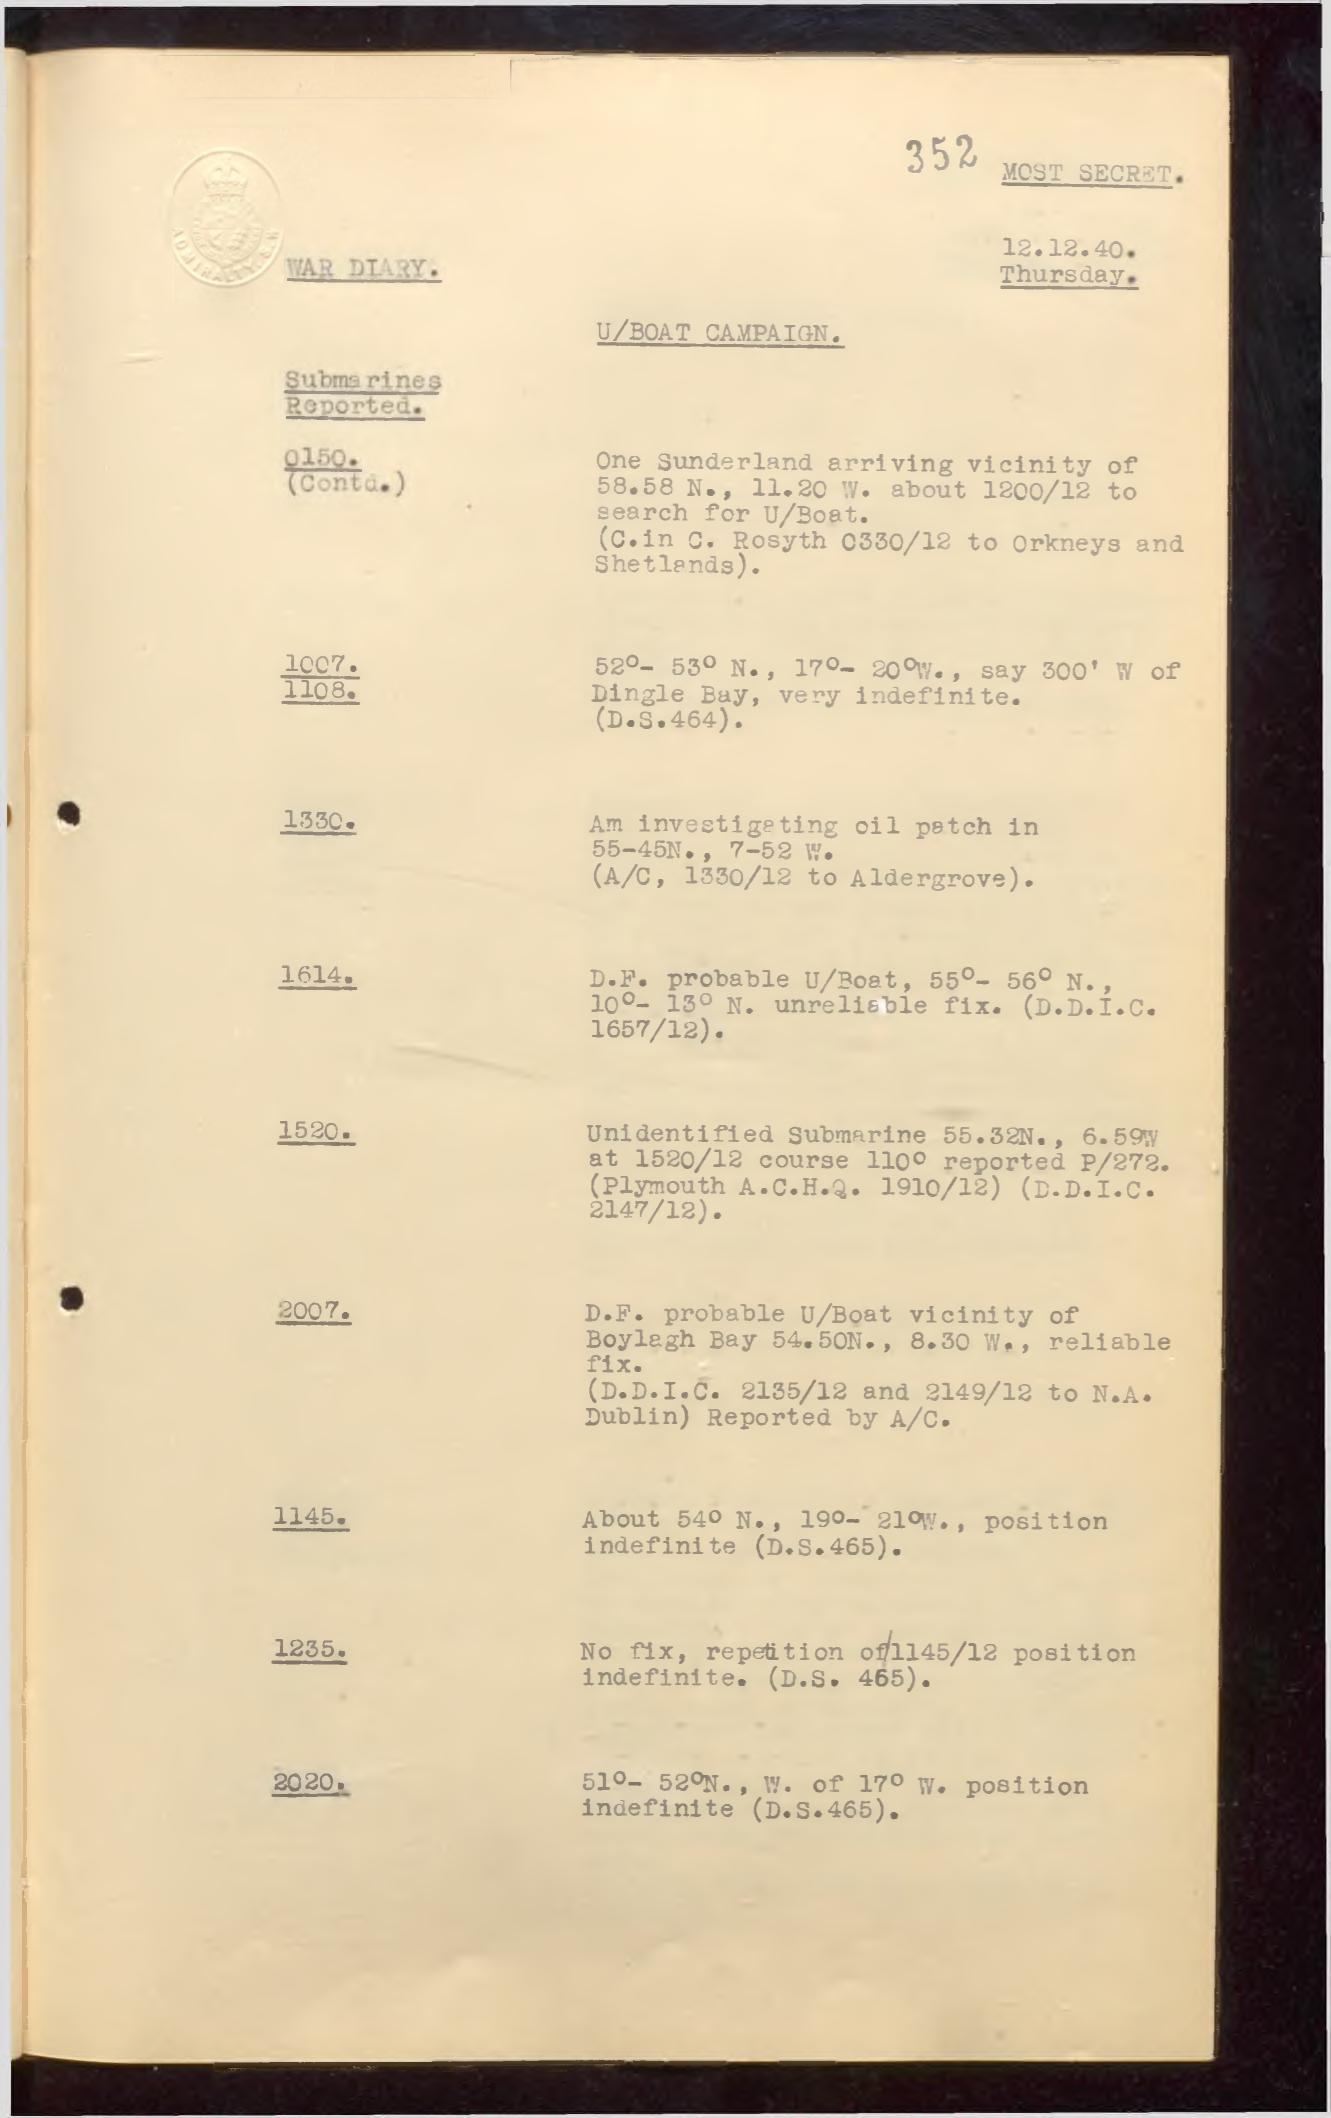 352
MOST SECRET.
12.12.40.
Thursday.
ADMIRALTY. S.W
WAR DIARY.
U/BOAT CAMPAIGN.
Submarines
Reported.
0150.
(Contd.)
One Sunderland arriving vicinity of
58.58 N., 11.20 W. about 1200/12 to
search for U/Boat.
(C.in C. Rosyth 0330/12 to Orkneys and
Shetlands).
1007.
1108.
52°- 53° N., 17°- 20°W., say 300' W of
Dingle Bay, very indefinite.
(D.S.464).
1330.
Am investigating oil patch in
55-45N., 7-52 W.
(A/C, 1330/12 to Aldergrove).
1614.
D.F. probable U/Boat, 55°- 56° N.,
10°- 13° N. unreliable fix. (D.D.I.C.
1657/12).
1520.
Unidentified Submarine 55.32N., 6.59W
at 1520/12 course 110° reported P/272.
(Plymouth A.C.H.Q. 1910/12) (D.D.I.C.
2147/12).
2007.
D.F. probable U/Boat vicinity of
Boylagh Bay 54.50N., 8.30 W., reliable
fix.
(D.D.I.C. 2135/12 and 2149/12 to N.A.
Dublin) Reported by A/C.
1145.
About 54° N., 19°- 21°W., position
indefinite (D.S.465).
1235.
No fix, repetition of/1145/12 position
indefinite. (D.S. 465).
2020.
51°- 52°N., W. of 17° W. position
indefinite (D.S.465).